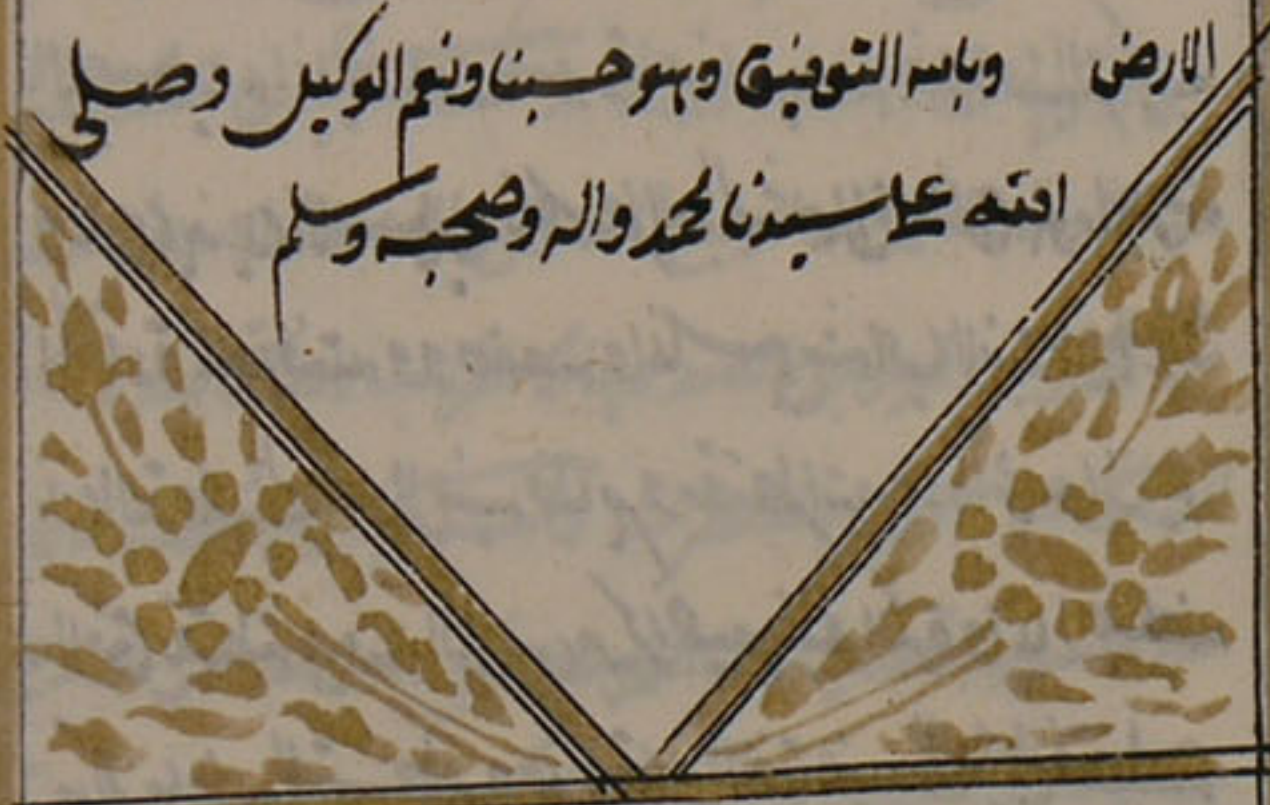 الارض وبالله التوفيق وهو حسبنا ونعم الوكيل وصلى
الله على سيدنا محمد واله وصحبه وسلم